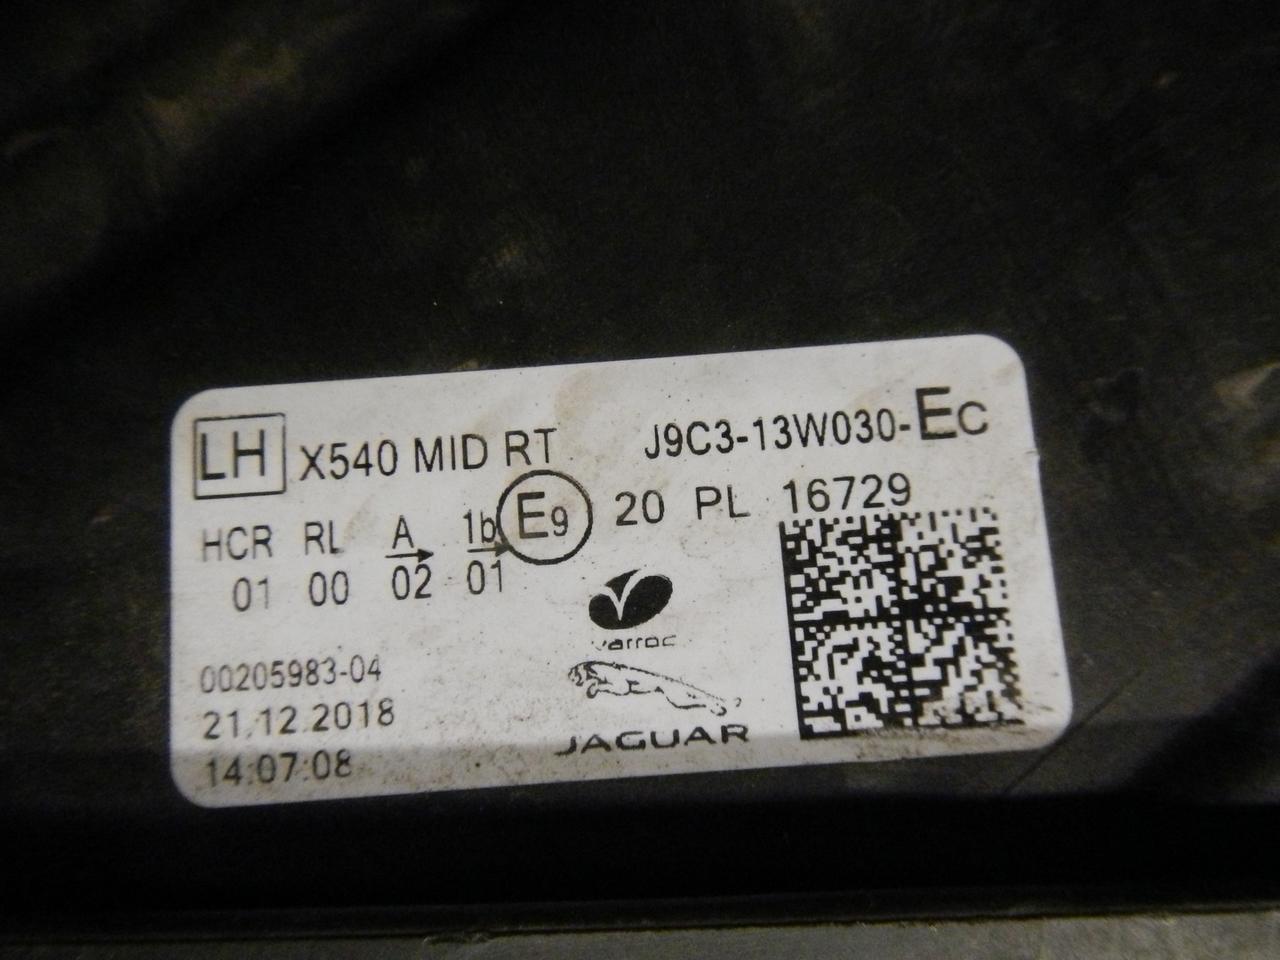 LH X540 MID RT J9C3-13W030-EC
HCR RL A 1b E9 20 PL 16729
01 00 02 01
varroc
00205983-04
21.12.2018
JAGUAR
14:07:08